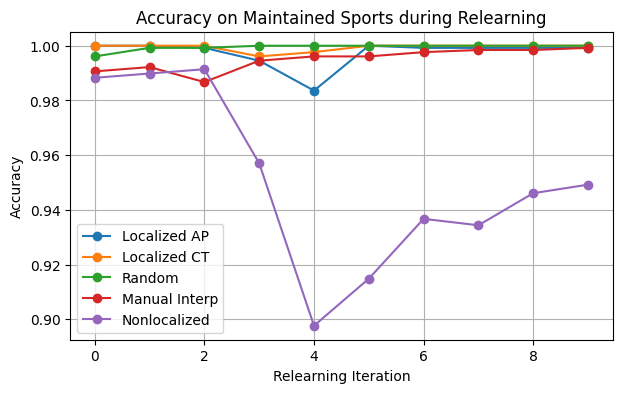 Accuracy on Maintained Sports during Relearning
1.00
0.98
0.96
0.94
0.92
0.90
Accuracy
Localized AP
Localized CT
Random
Manual Interp
Nonlocalized
0 2 4 6 8
Relearning Iteration